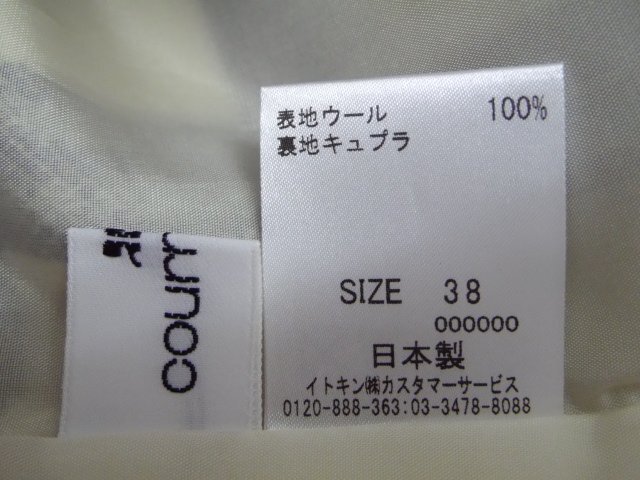 表地ウール 100%
裏地キュプラ
SIZE 38
000000
日本製
イトキン㈱カスタマーサービス
0120-888-363:03-3478-8088